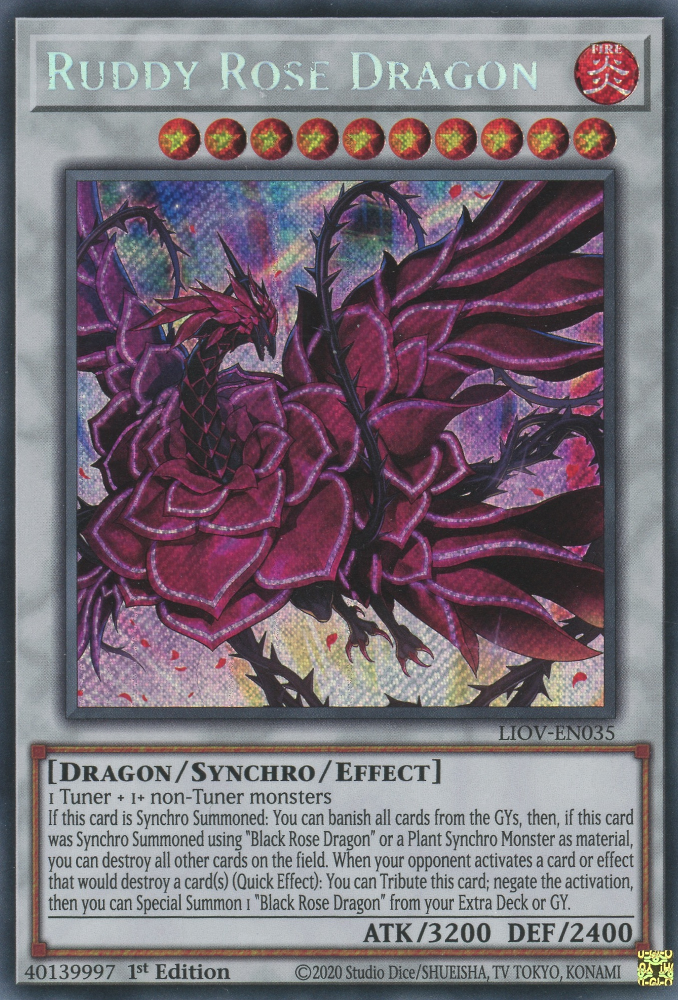 RUDDY ROSE DRAGON
FIRE
炎
LIOV-EN035
[DRAGON/SYNCHRO/EFFECT]
1 Tuner + 1+ non-Tuner monsters
If this card is Synchro Summoned: You can banish all cards from the GYs, then, if this card
was Synchro Summoned using "Black Rose Dragon" or a Plant Synchro Monster as material,
you can destroy all other cards on the field. When your opponent activates a card or effect
that would destroy a card(s) (Quick Effect): You can Tribute this card; negate the activation,
then you can Special Summon 1 "Black Rose Dragon" from your Extra Deck or GY.
ATK/3200 DEF/2400
40139997 1st Edition ©2020 Studio Dice/SHUEISHA, TV TOKYO, KONAMI